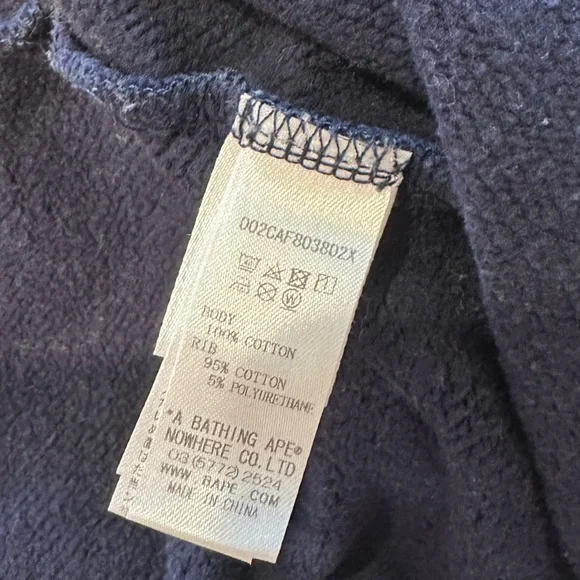 002CAF803802X
BODY
100% COTTON
RIB
95% COTTON
5% POLYURETHANE
*A BATHING APE®
NOWHERE CO. LTD
03(5772)2524
WWW. BAPE. COM
MADE IN CHINA